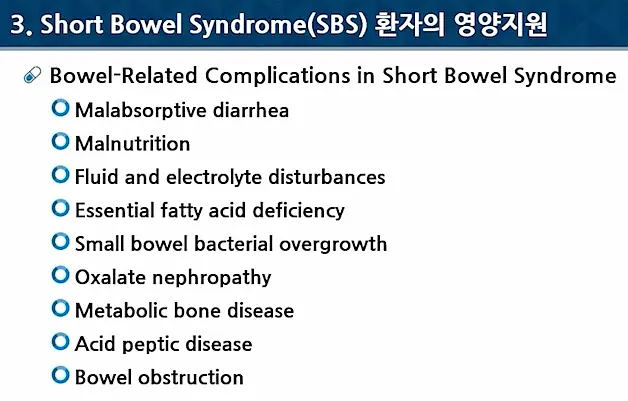 3. Short Bowel Syndrome(SBS) 환자의 영양지원
Bowel-Related Complications in Short Bowel Syndrome
Malabsorptive diarrhea
Malnutrition
Fluid and electrolyte disturbances
Essential fatty acid deficiency
Small bowel bacterial overgrowth
Oxalate nephropathy
Metabolic bone disease
Acid peptic disease
Bowel obstruction